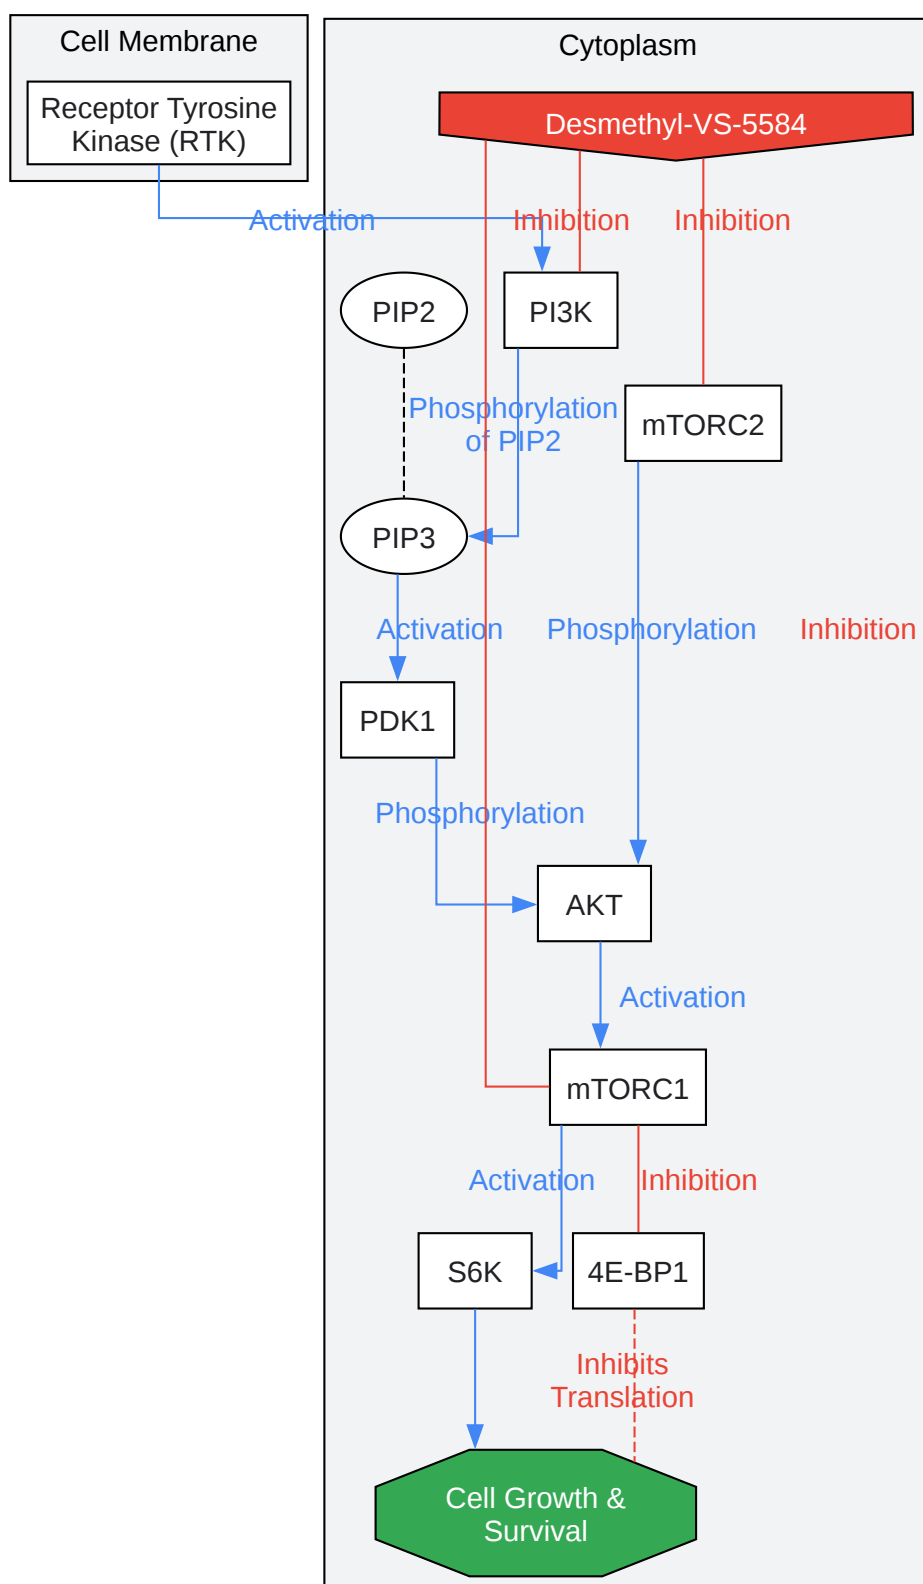 Cell Membrane
Cytoplasm
Receptor Tyrosine
Kinase (RTK)
Desmethyl-VS-5584
Activation
Inhibition
Inhibition
PIP2
PI3K
Phosphorylation
of PIP2
mTORC2
PIP3
Activation
Phosphorylation
Inhibition
PDK1
Phosphorylation
AKT
Activation
mTORC1
Activation
Inhibition
S6K
4E-BP1
Inhibits
Translation
Cell Growth &
Survival